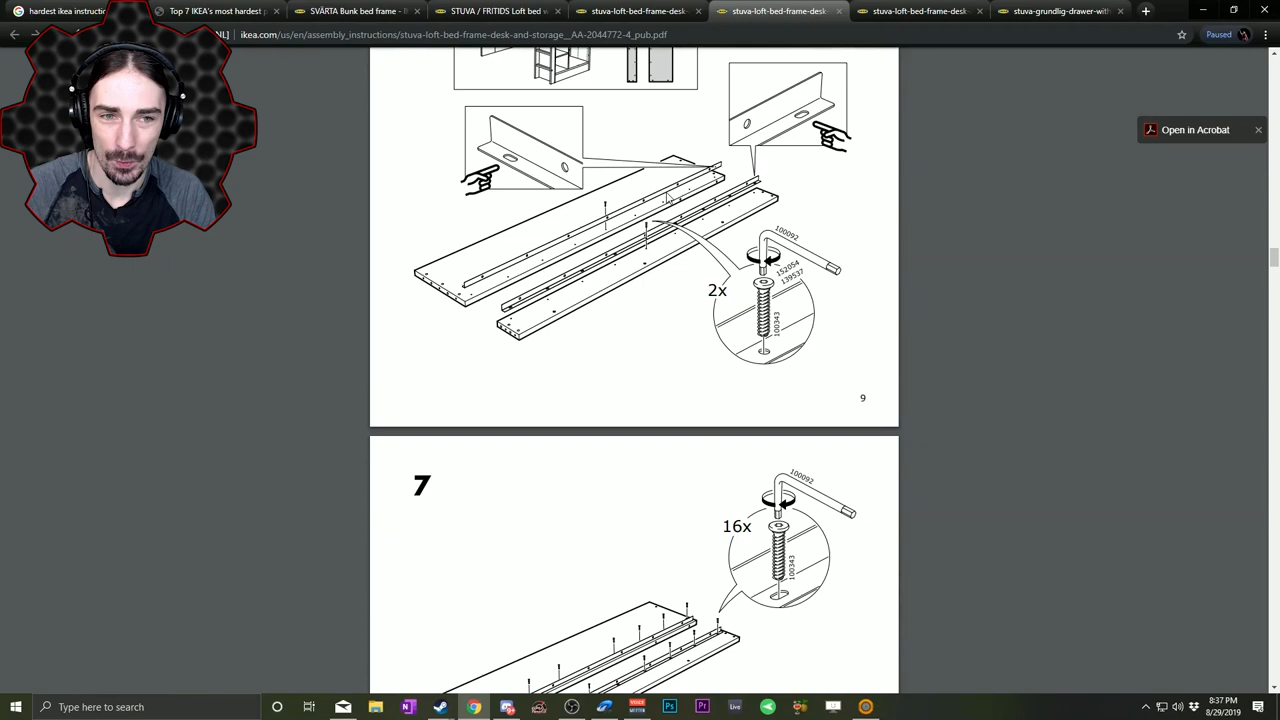 hardest ikea instruc
Top 7 IKEA's most hardest p
SVÄRTA Bunk bed frame - I
STUVA / FRITIDS Loft bed w
stuva-loft-bed-frame-desk
stuva-loft-bed-frame-desk-
stuva-loft-bed-frame-desk
stuva-grundlig-drawer-with
NL] ikea.com/us/en/assembly_instructions/stuva-loft-bed-frame-desk-and-storage__AA-2044772-4_pub.pdf
Paused
Open in Acrobat
100092
152054
139537
2x
100343
9
7
100092
16x
100343
Type here to search
Live
8:37 PM
8/29/2019